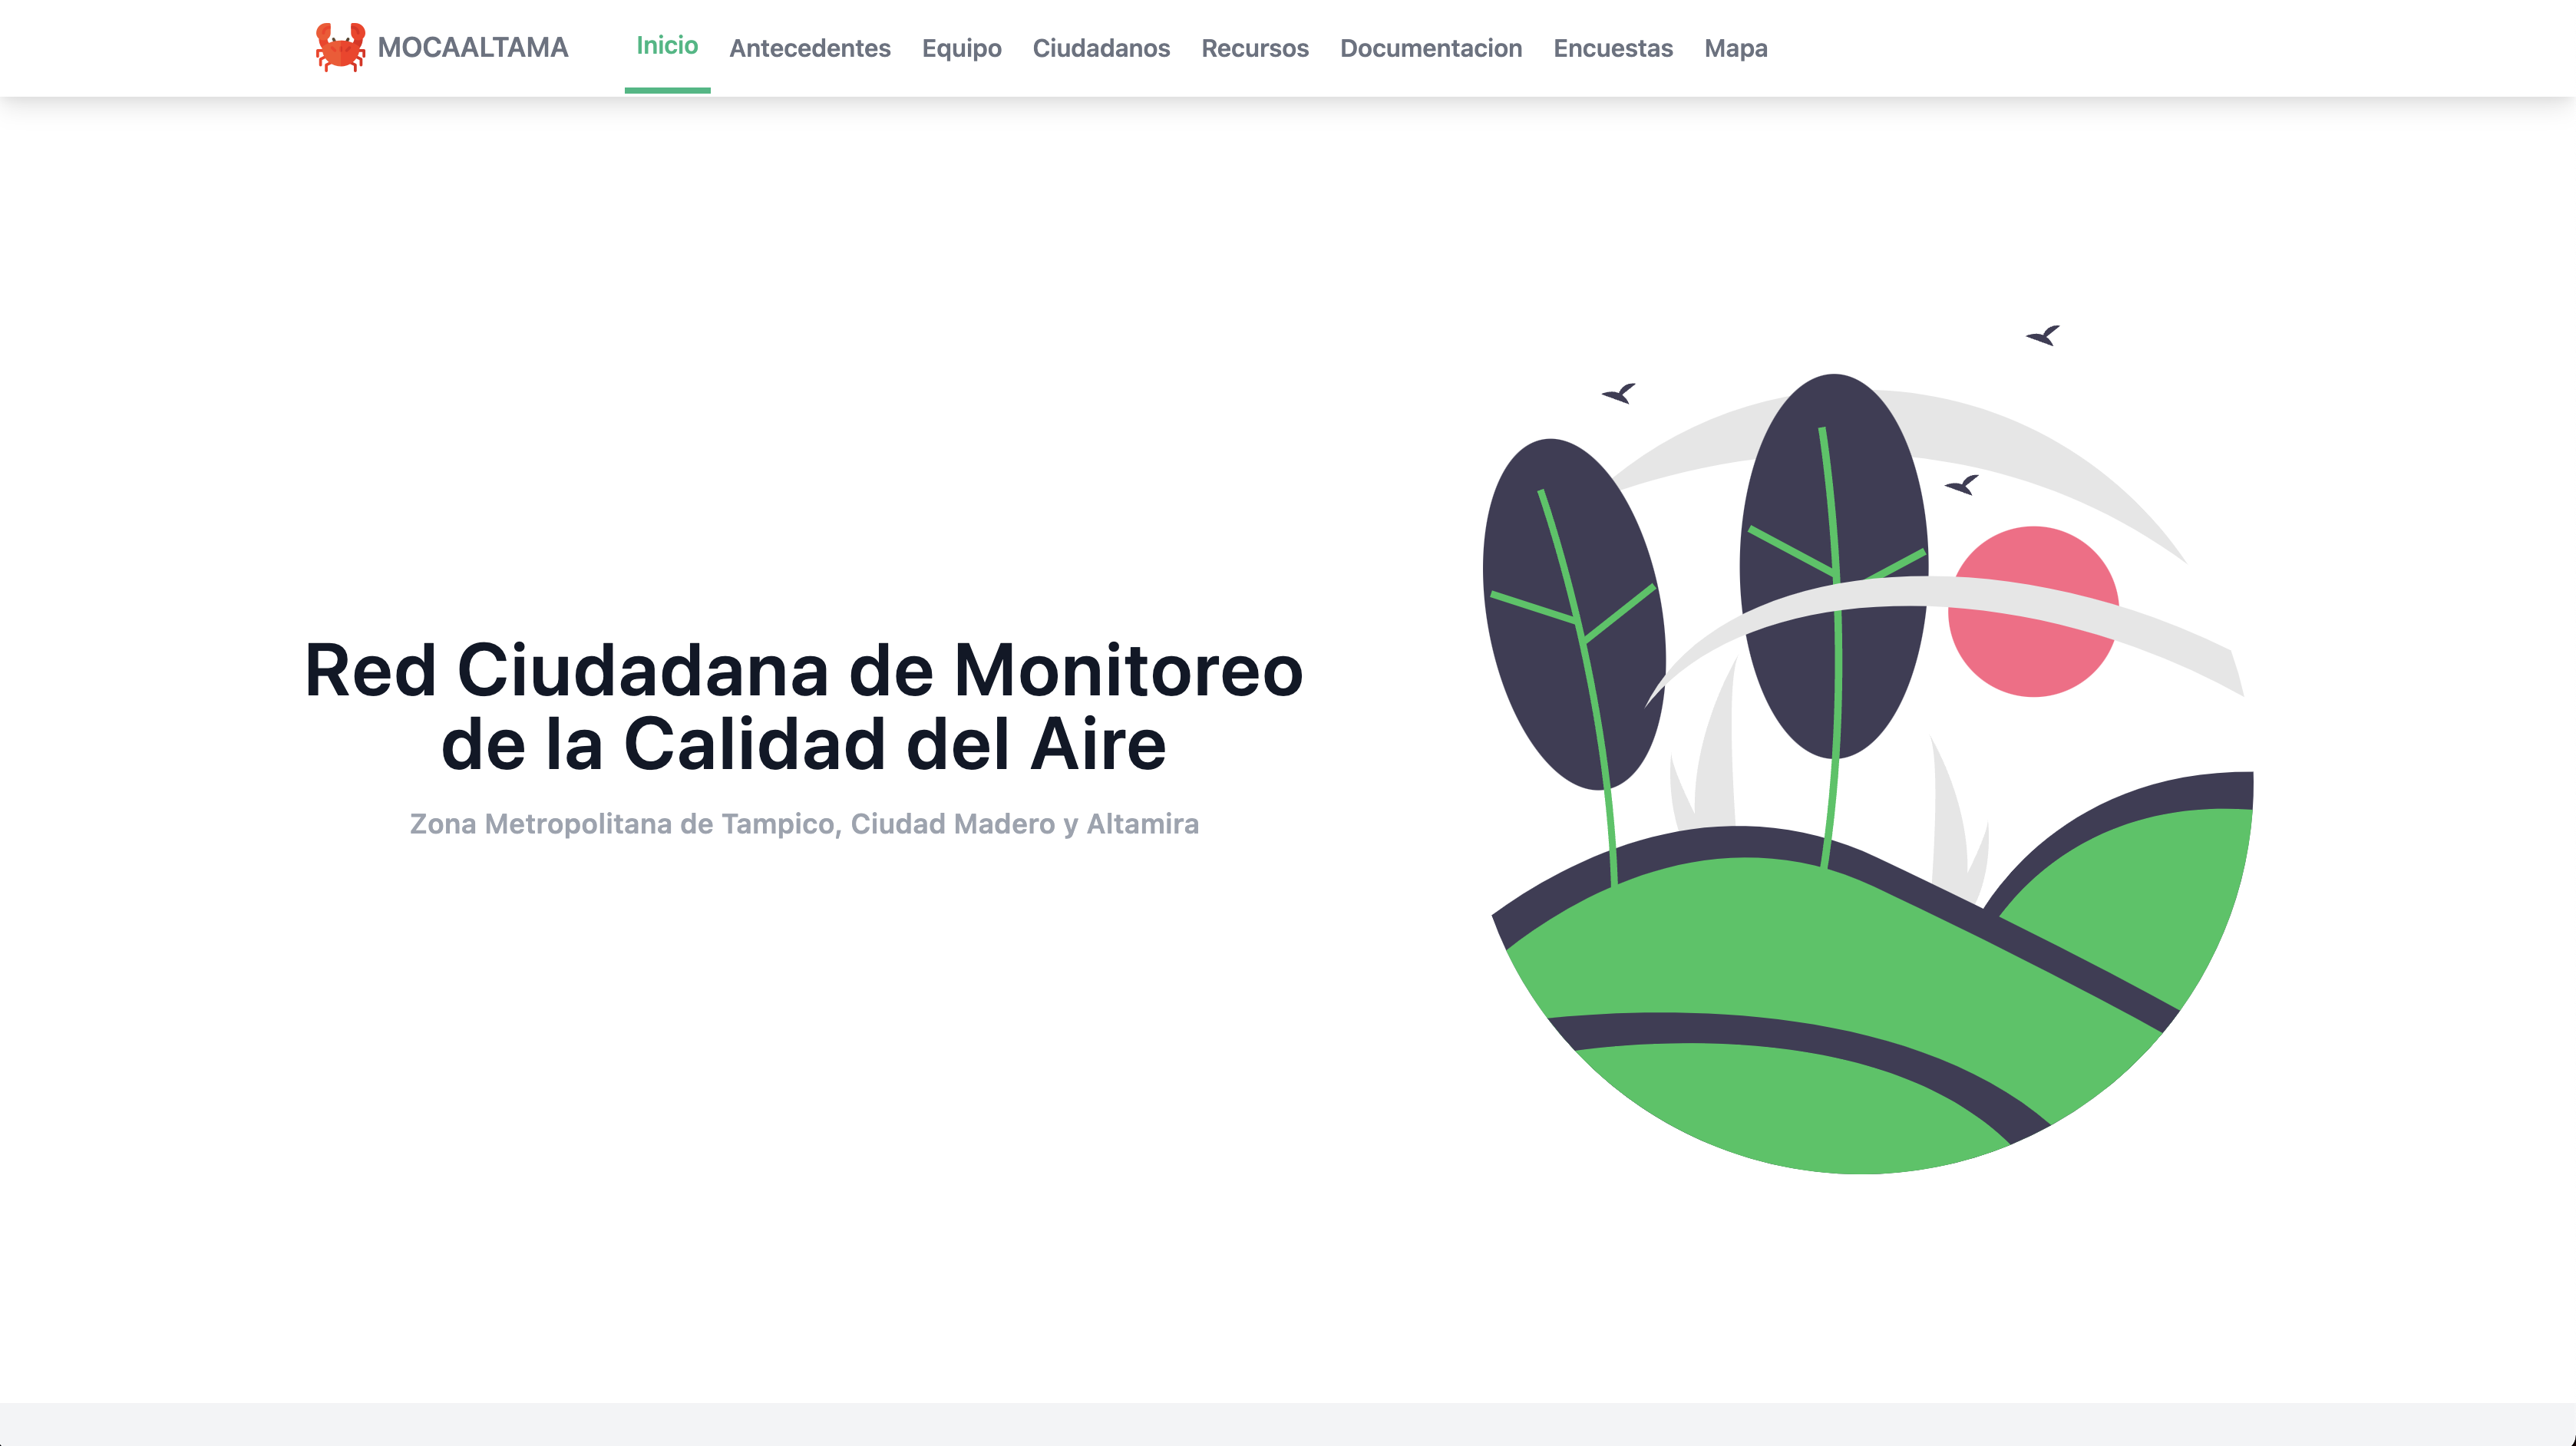 MOCAALTAMA
Inicio
Antecedentes
Equipo
Ciudadanos
Recursos
Documentacion
Encuestas
Mapa
Red Ciudadana de Monitoreo
de la Calidad del Aire
Zona Metropolitana de Tampico, Ciudad Madero y Altamira